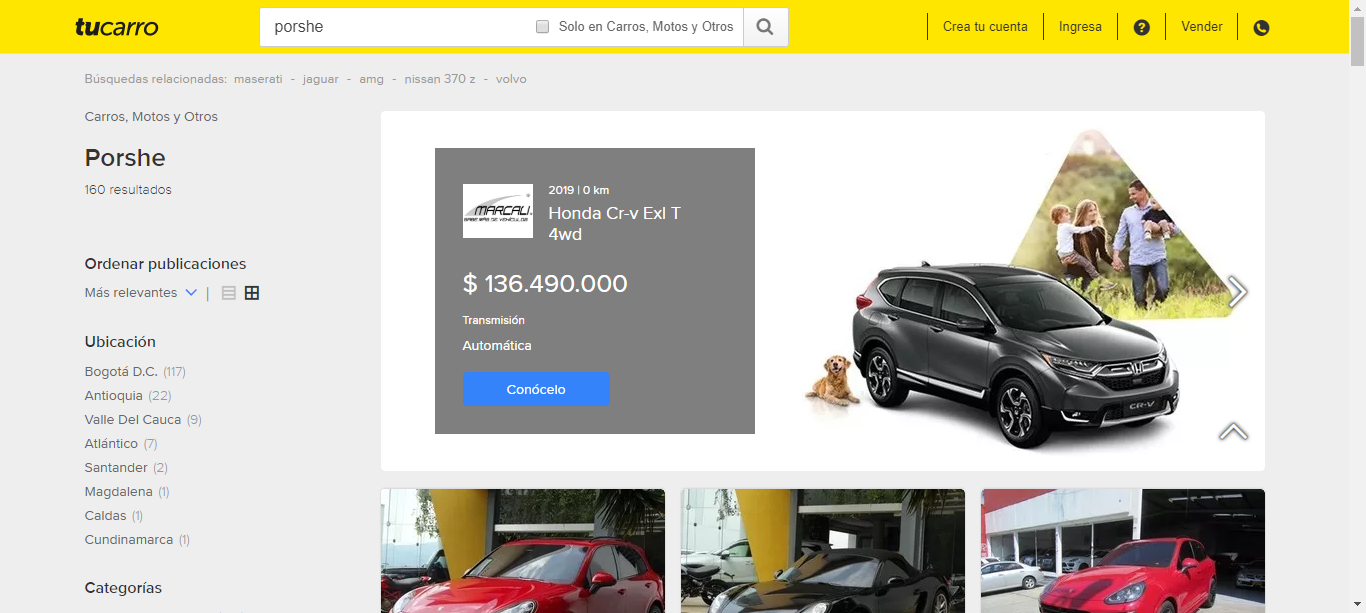 tucarro
porshe
Solo en Carros, Motos y Otros
Crea tu cuenta
Ingresa
?
Vender
Búsquedas relacionadas: maserati - jaguar - amg - nissan 370 z - volvo
Carros, Motos y Otros
Porshe
160 resultados
Ordenar publicaciones
Más relevantes |
Ubicación
Bogotá D.C. (117)
Antioquia (22)
Valle Del Cauca (9)
Atlántico (7)
Santander (2)
Magdalena (1)
Caldas (1)
Cundinamarca (1)
Categorías
MARCALI
2019 | 0 km
Honda Cr-v Exl T
4wd
$ 136.490.000
Transmisión
Automática
Conócelo
CR-V